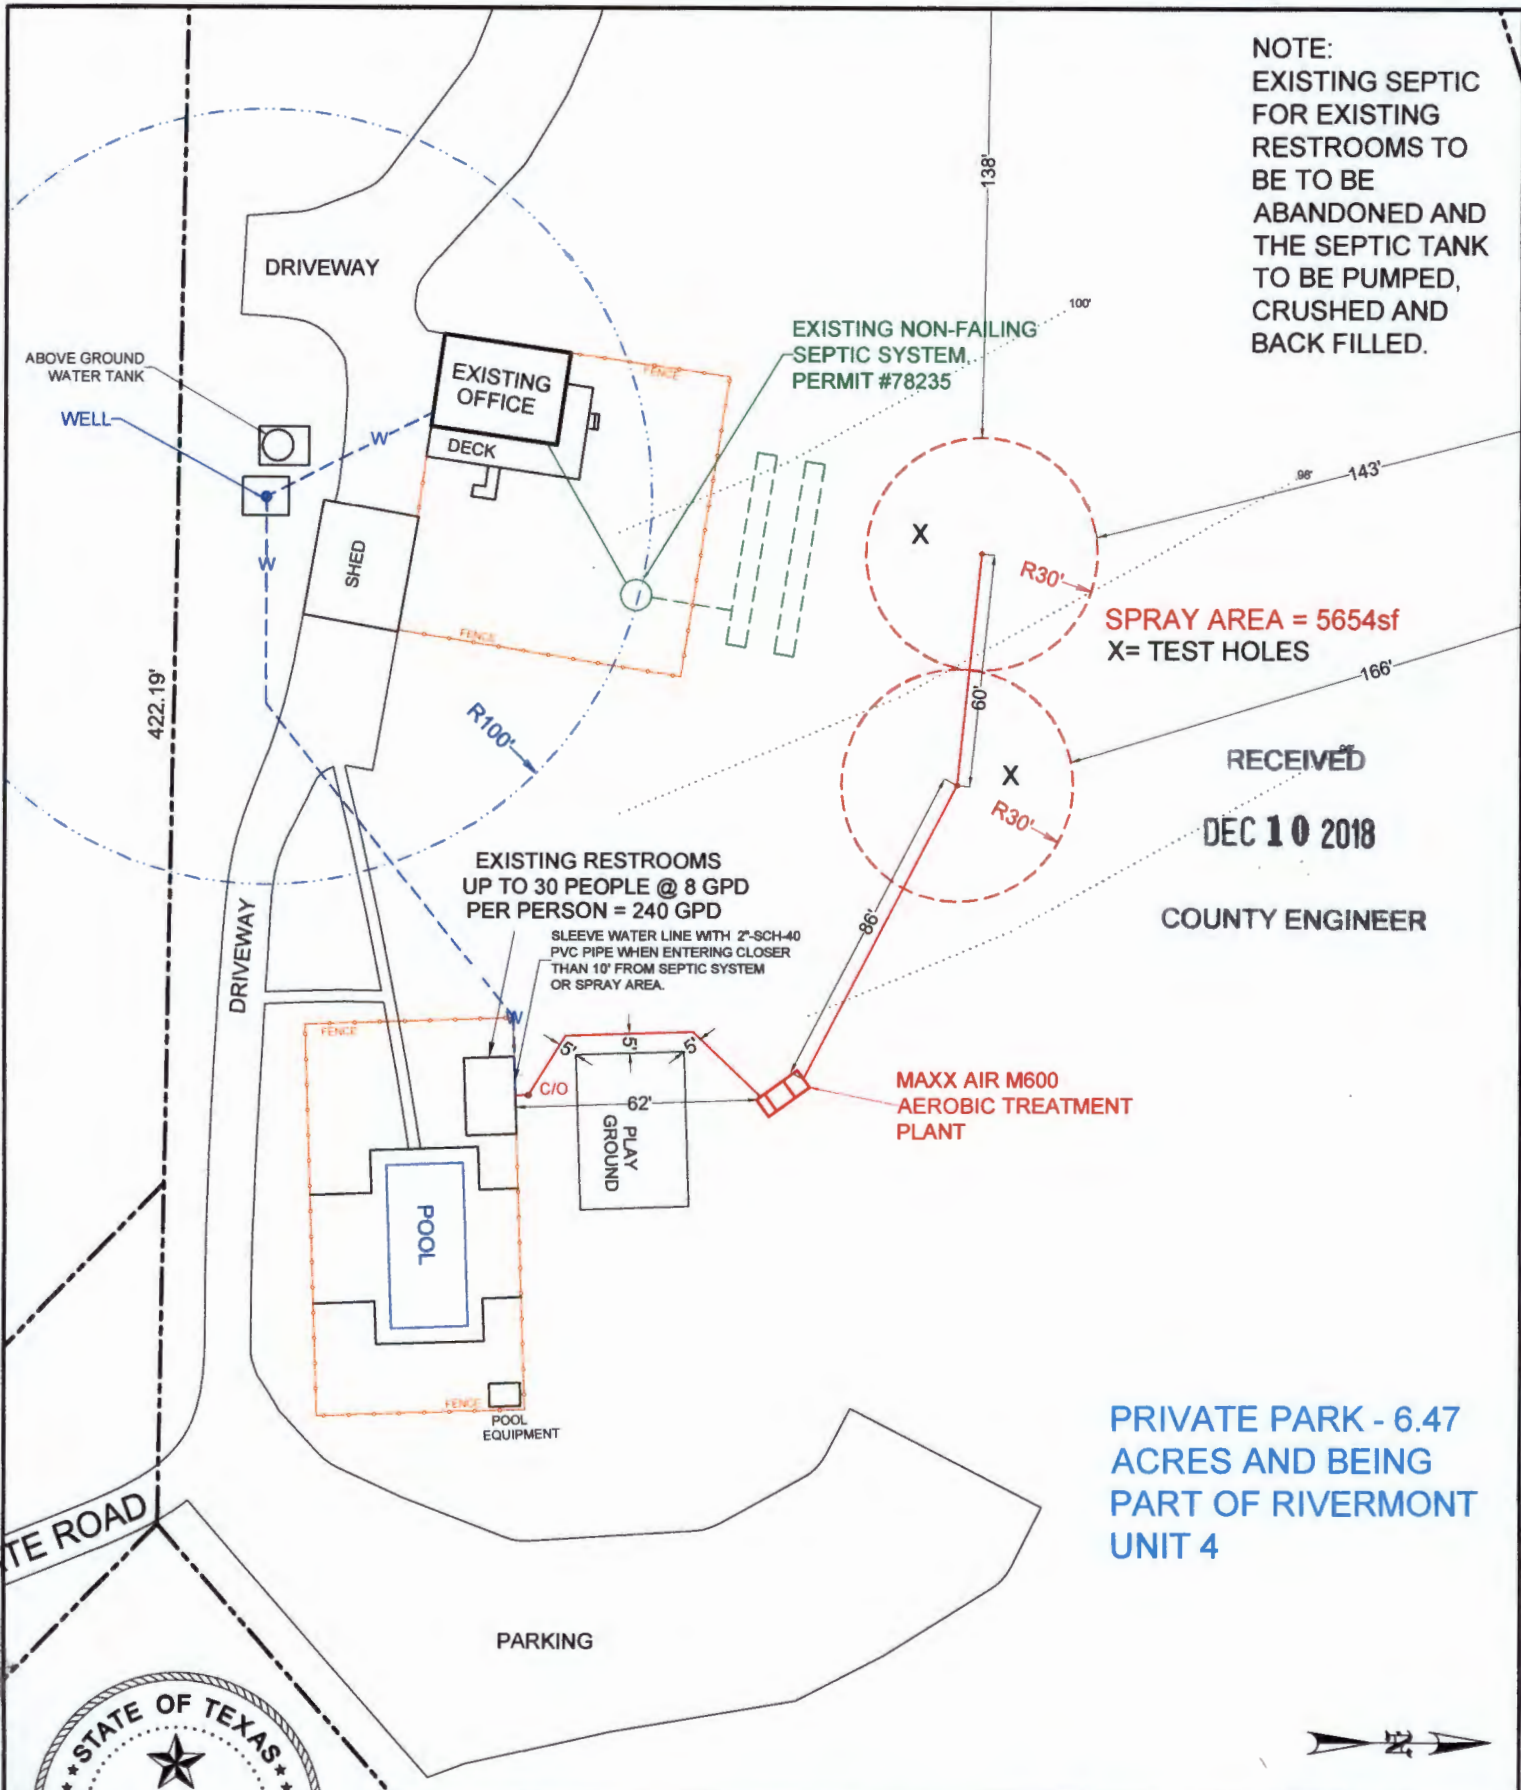 NOTE:
EXISTING SEPTIC
FOR EXISTING
RESTROOMS TO
BE TO BE
ABANDONED AND
THE SEPTIC TANK
TO BE PUMPED,
CRUSHED AND
BACK FILLED.
138'
DRIVEWAY
100'
EXISTING NON-FAILING
SEPTIC SYSTEM.
PERMIT #78235
ABOVE GROUND
WATER TANK
WELL
EXISTING
OFFICE
FENCE
DECK
W
W
SHED
FENCE
98'
143'
R30'
SPRAY AREA = 5654sf
X= TEST HOLES
X
60'
166'
422.19'
R100'
X
R30'
RECEIVED
DEC 10 2018
COUNTY ENGINEER
EXISTING RESTROOMS
UP TO 30 PEOPLE @ 8 GPD
PER PERSON = 240 GPD
SLEEVE WATER LINE WITH 2"-SCH-40
PVC PIPE WHEN ENTERING CLOSER
THAN 10' FROM SEPTIC SYSTEM
OR SPRAY AREA.
86'
DRIVEWAY
FENCE
W
5'
5'
5'
C/O
62'
PLAY
GROUND
MAXX AIR M600
AEROBIC TREATMENT
PLANT
POOL
FENCE
POOL
EQUIPMENT
PRIVATE PARK - 6.47
ACRES AND BEING
PART OF RIVERMONT
UNIT 4
TE ROAD
PARKING
STATE OF TEXAS
N